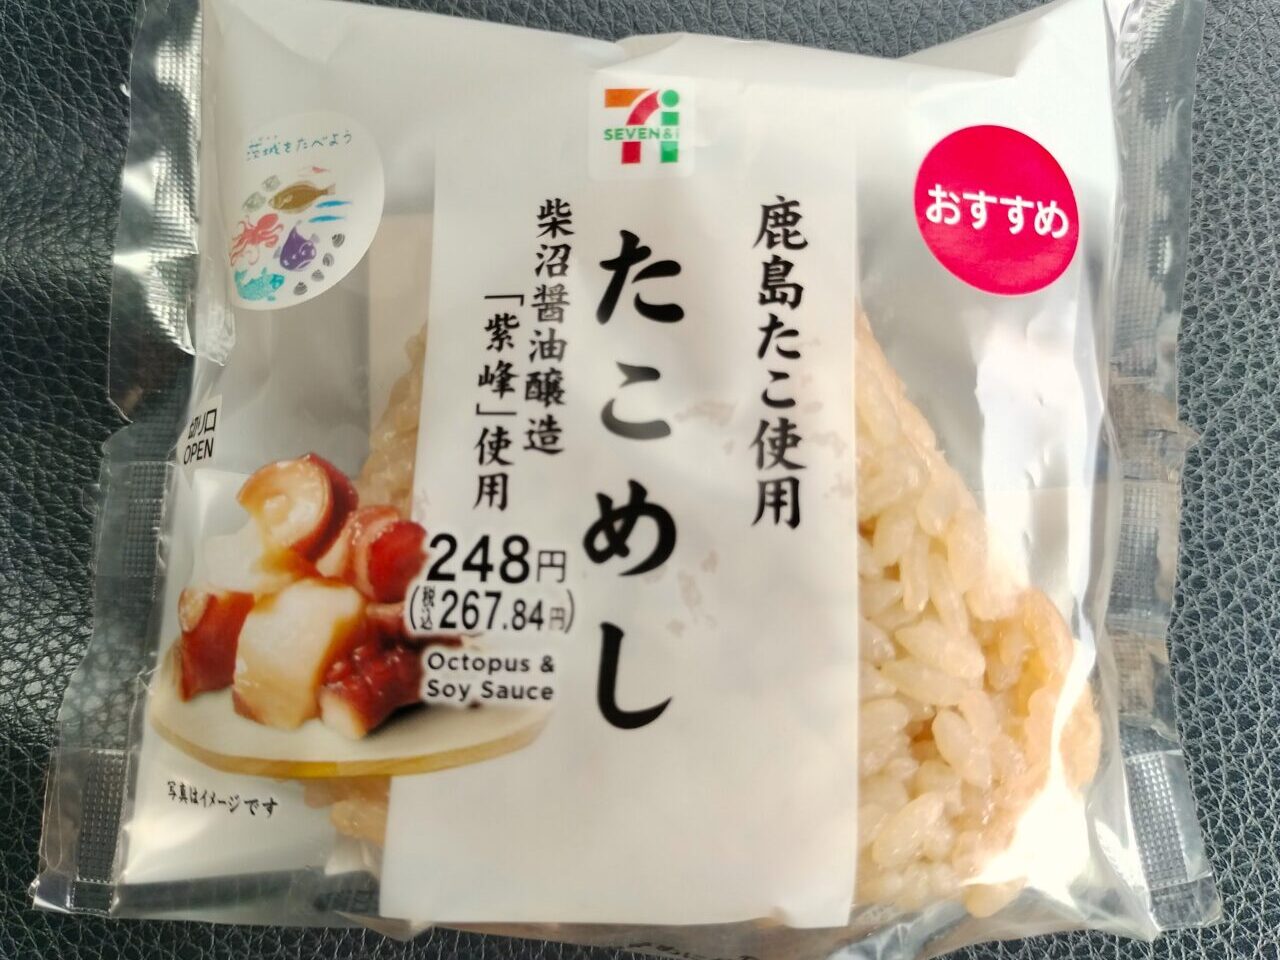 SEVEN&i
おすすめ
茨城をたべよう
鹿島たこ使用
たこめし
柴沼醤油醸造
「紫峰」使用
切り口
OPEN
248円
(税込267.84円)
Octopus &
Soy Sauce
写真はイメージです